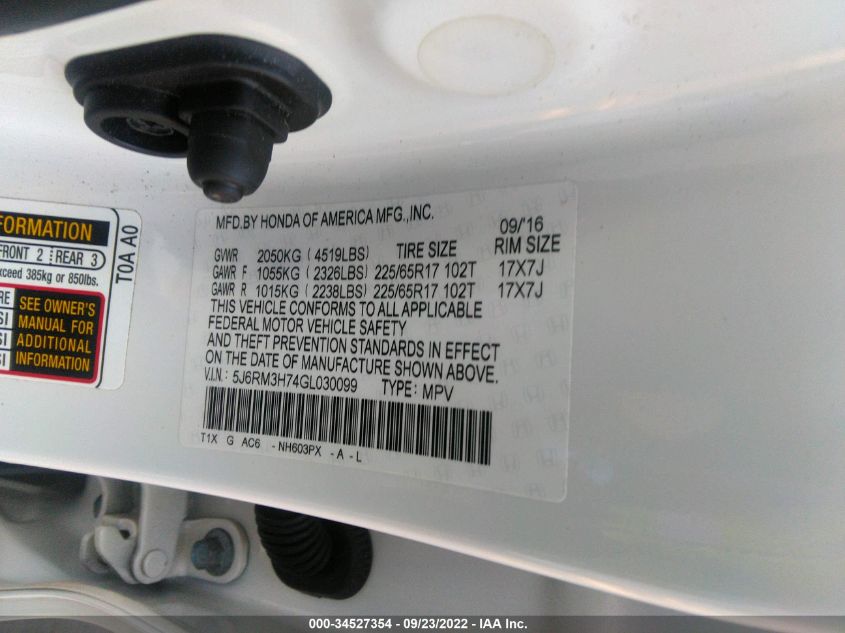 FORMATION
FRONT 2 REAR 3
xceed 385kg or 850lbs.
SEE OWNER'S
MANUAL FOR
ADDITIONAL
INFORMATION
T0A A0
MFD.BY HONDA OF AMERICA MFG.,INC. 09/'16
GVWR 2050KG (4519LBS) TIRE SIZE RIM SIZE
GAWR F 1055KG (2326LBS) 225/65R17 102T 17X7J
GAWR R 1015KG (2238LBS) 225/65R17 102T 17X7J
THIS VEHICLE CONFORMS TO ALL APPLICABLE
FEDERAL MOTOR VEHICLE SAFETY
AND THEFT PREVENTION STANDARDS IN EFFECT
ON THE DATE OF MANUFACTURE SHOWN ABOVE.
V.I.N.: 5J6RM3H74GL030099 TYPE: MPV
T1X G AC6 -NH603PX -A-L
000-34527354 - 09/23/2022 - IAA Inc.